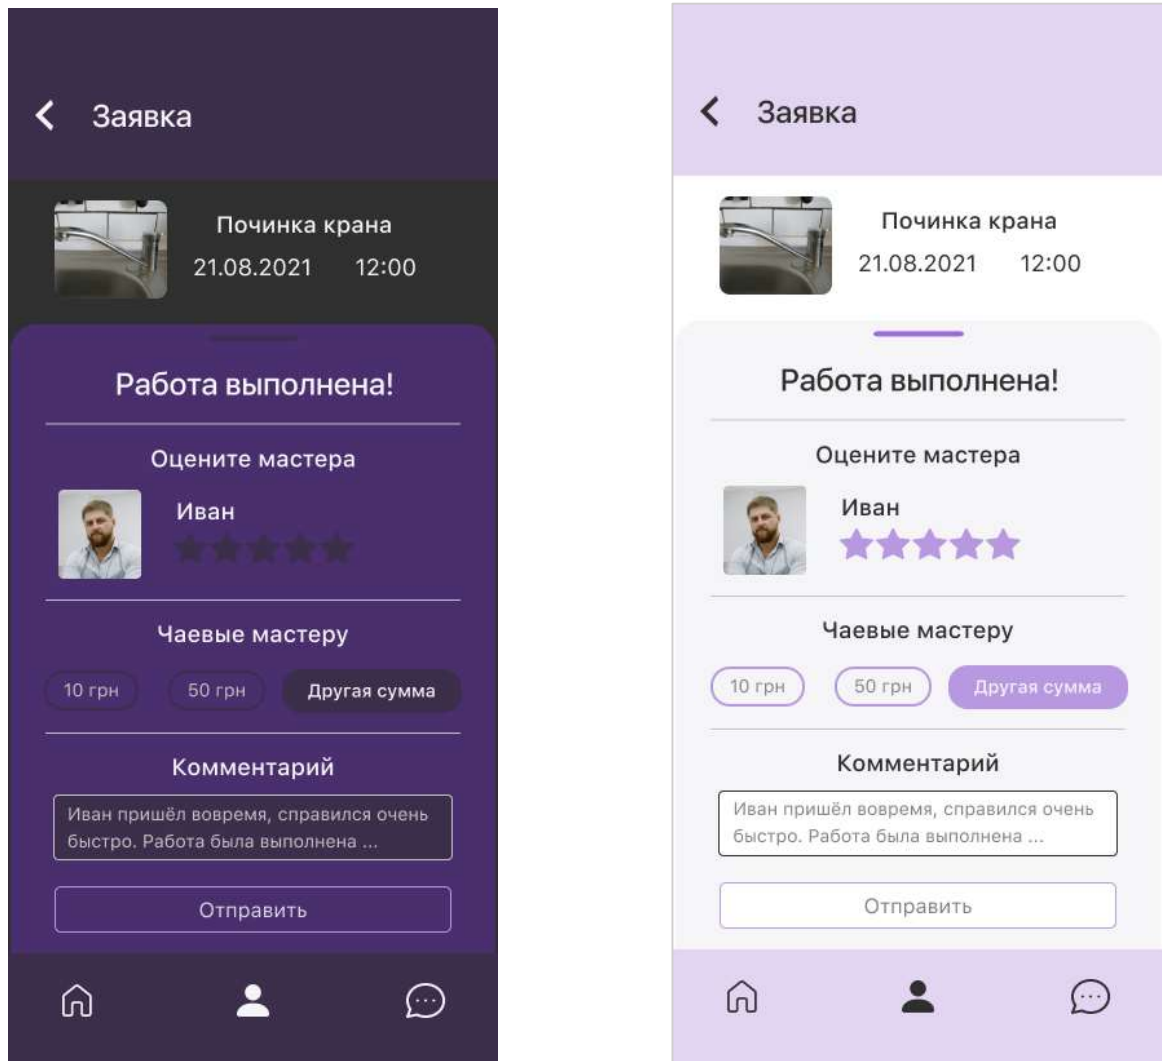 Заявка
Починка крана
21.08.2021 12:00
Работа выполнена!
Оцените мастера
Иван
Чаевые мастеру
10 грн 50 грн Другая сумма
Комментарий
Иван пришёл вовремя, справился очень
быстро. Работа была выполнена ...
Отправить
Заявка
Починка крана
21.08.2021 12:00
Работа выполнена!
Оцените мастера
Иван
Чаевые мастеру
10 грн 50 грн Другая сумма
Комментарий
Иван пришёл вовремя, справился очень
быстро. Работа была выполнена ...
Отправить